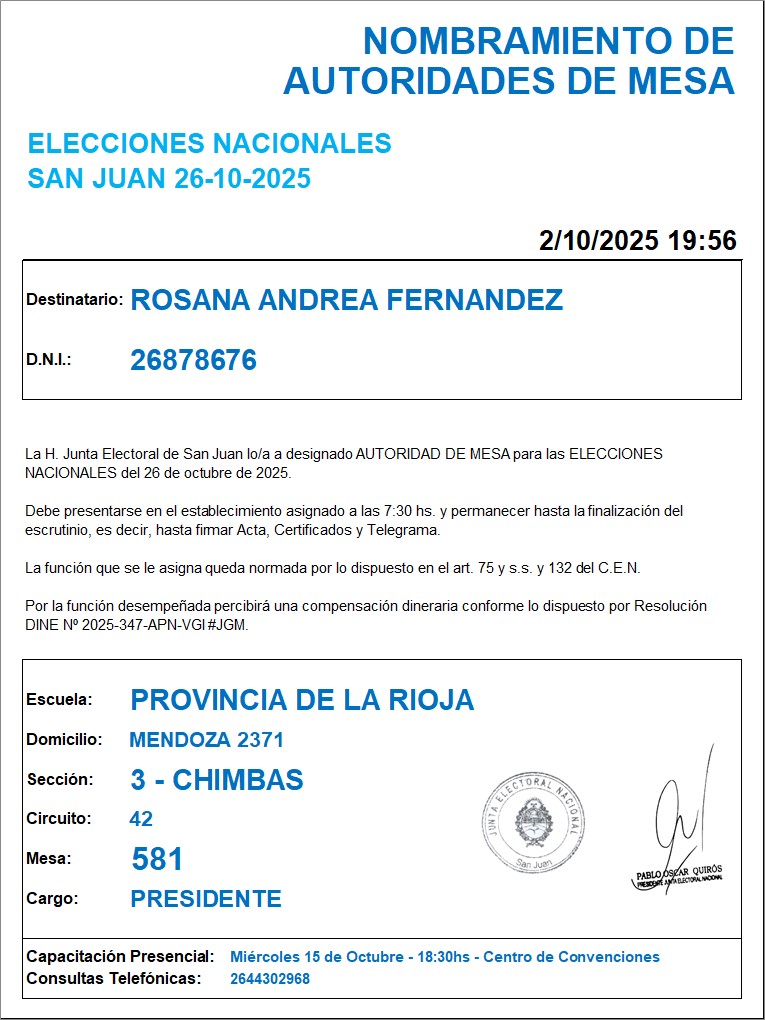 NOMBRAMIENTO DE
AUTORIDADES DE MESA
ELECCIONES NACIONALES
SAN JUAN 26-10-2025
2/10/2025 19:56
Destinatario: ROSANA ANDREA FERNANDEZ
D.N.I.: 26878676
La H. Junta Electoral de San Juan lo/a a designado AUTORIDAD DE MESA para las ELECCIONES
NACIONALES del 26 de octubre de 2025.
Debe presentarse en el establecimiento asignado a las 7:30 hs. y permanecer hasta la finalización del
escrutinio, es decir, hasta firmar Acta, Certificados y Telegrama.
La función que se le asigna queda normada por lo dispuesto en el art. 75 y s.s. y 132 del C.E.N.
Por la función desempeñada percibirá una compensación dineraria conforme lo dispuesto por Resolución
DINE Nº 2025-347-APN-VGI#JGM.
Escuela: PROVINCIA DE LA RIOJA
Domicilio: MENDOZA 2371
Sección: 3 - CHIMBAS
Circuito: 42
Mesa: 581
Cargo: PRESIDENTE
JUNTA ELECTORAL NACIONAL
San Juan
PABLO OSCAR QUIRÓS
PRESIDENTE JUNTA ELECTORAL NACIONAL
Capacitación Presencial: Miércoles 15 de Octubre - 18:30hs - Centro de Convenciones
Consultas Telefónicas: 2644302968